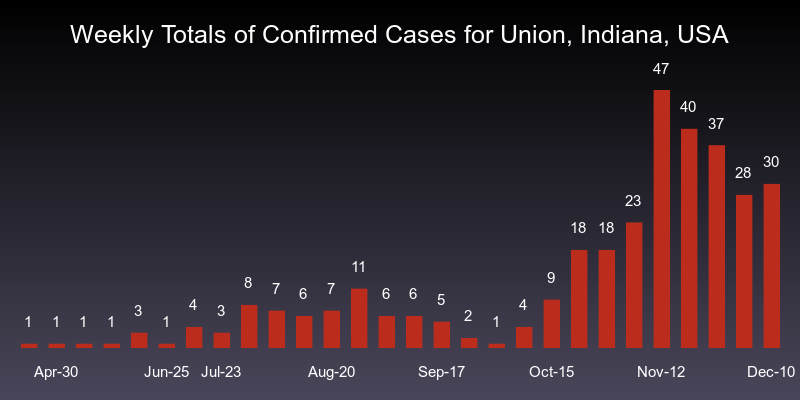 Weekly Totals of Confirmed Cases for Union, Indiana, USA
1 1 1 1 3 1 4 3 8 7 6 7 11 6 6 5 2 1 4 9 18 18 23 47 40 37 28 30
Apr-30 Jun-25 Jul-23 Aug-20 Sep-17 Oct-15 Nov-12 Dec-10